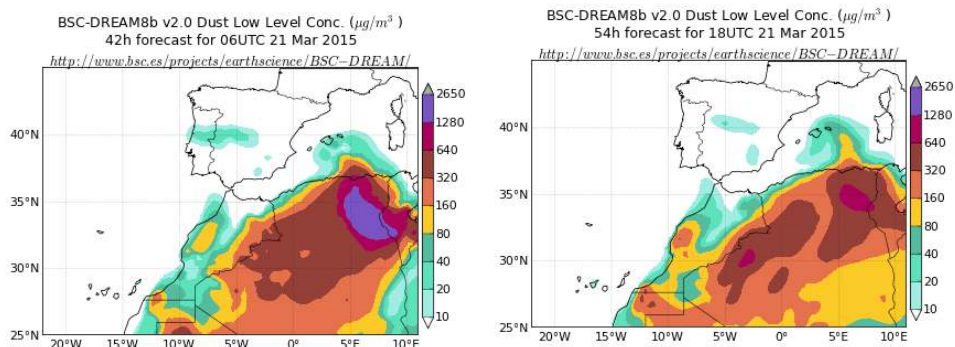 BSC-DREAM8b v2.0 Dust Low Level Conc. (μg/m³ )
42h forecast for 06UTC 21 Mar 2015
http://www.bsc.es/projects/earthscience/BSC−DREAM/
40°N
35°N
30°N
25°N
20°W
15°W
10°W
5°W
0°
5°E
10°E
2650
1280
640
320
160
80
40
20
10
BSC-DREAM8b v2.0 Dust Low Level Conc. (μg/m³ )
54h forecast for 18UTC 21 Mar 2015
http://www.bsc.es/projects/earthscience/BSC−DREAM/
40°N
35°N
30°N
25°N
20°W
15°W
10°W
5°W
0°
5°E
10°E
2650
1280
640
320
160
80
40
20
10